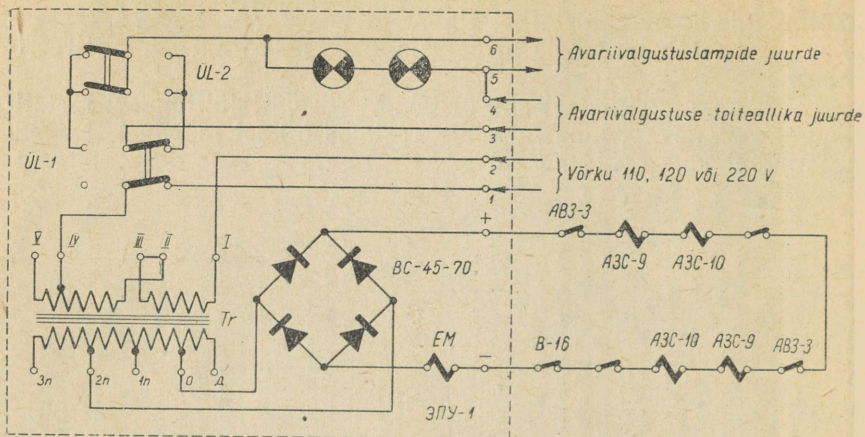 6
Avariivalgustuslampide juurde
5
4
Avariivalgustuse toiteallika juurde
3
2
Võrku 110, 120 või 220 V
1
ÜL-2
ÜL-1
V IV III II I
Tr
3п 2п 1п 0 Д
ВС-45-70
+
АВЗ-3
АЗС-9 АЗС-10
ЕМ
−
В-16
АЗС-10 АЗС-9 АВЗ-3
ЗПУ-1